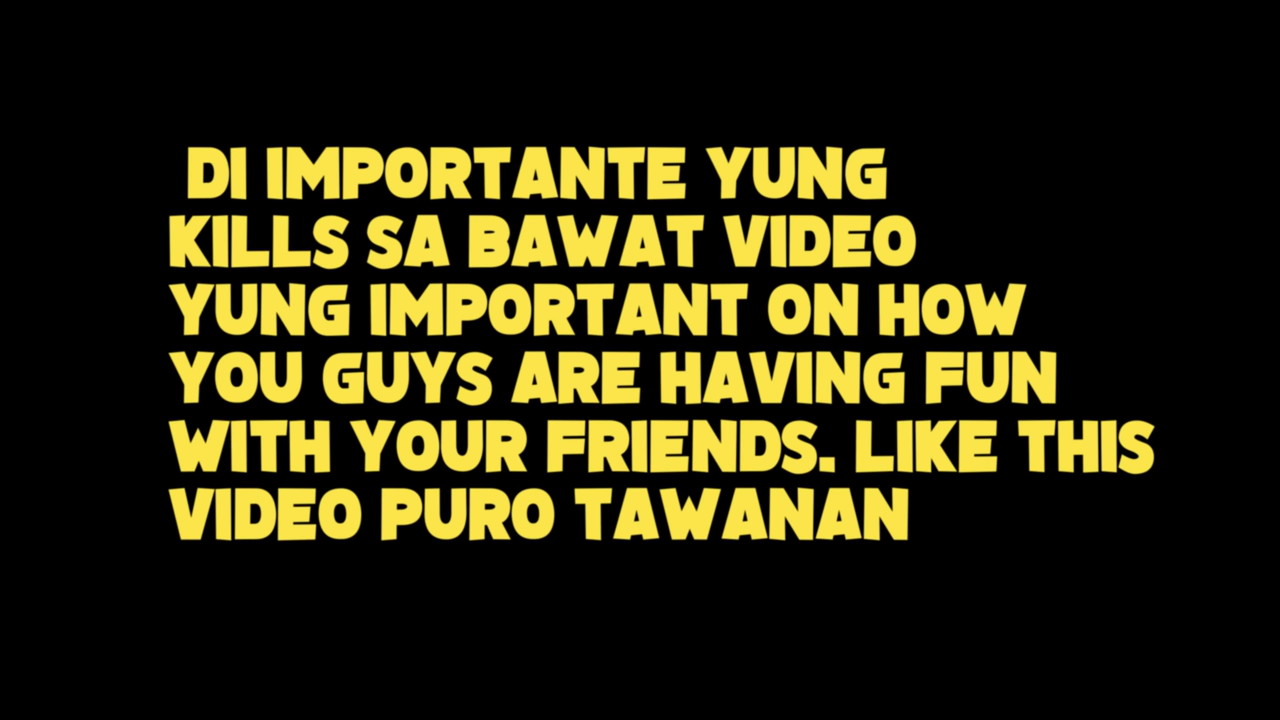 DI IMPORTANTE YUNG
KILLS SA BAWAT VIDEO
YUNG IMPORTANT ON HOW
YOU GUYS ARE HAVING FUN
WITH YOUR FRIENDS. LIKE THIS
VIDEO PURO TAWANAN